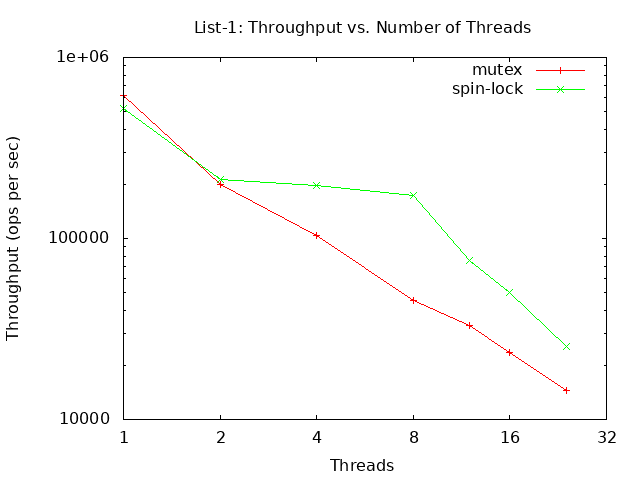 List-1: Throughput vs. Number of Threads
1e+06
mutex
spin-lock
100000
Throughput (ops per sec)
10000
1 2 4 8 16 32
Threads